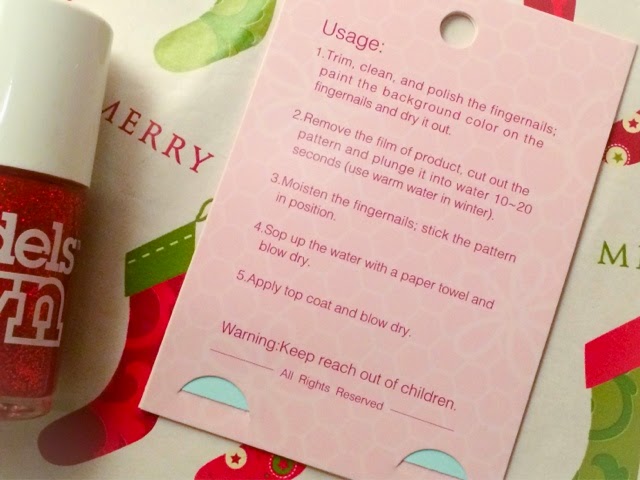 Usage:
1.Trim, clean, and polish the fingernails;
paint the background color on the
fingernails and dry it out.
2.Remove the film of product, cut out the
pattern and plunge it into water 10~20
seconds (use warm water in winter).
3.Moisten the fingernails; stick the pattern
in position.
4.Sop up the water with a paper towel and
blow dry.
5.Apply top coat and blow dry.
Warning:Keep reach out of children.
All Rights Reserved
MERRY